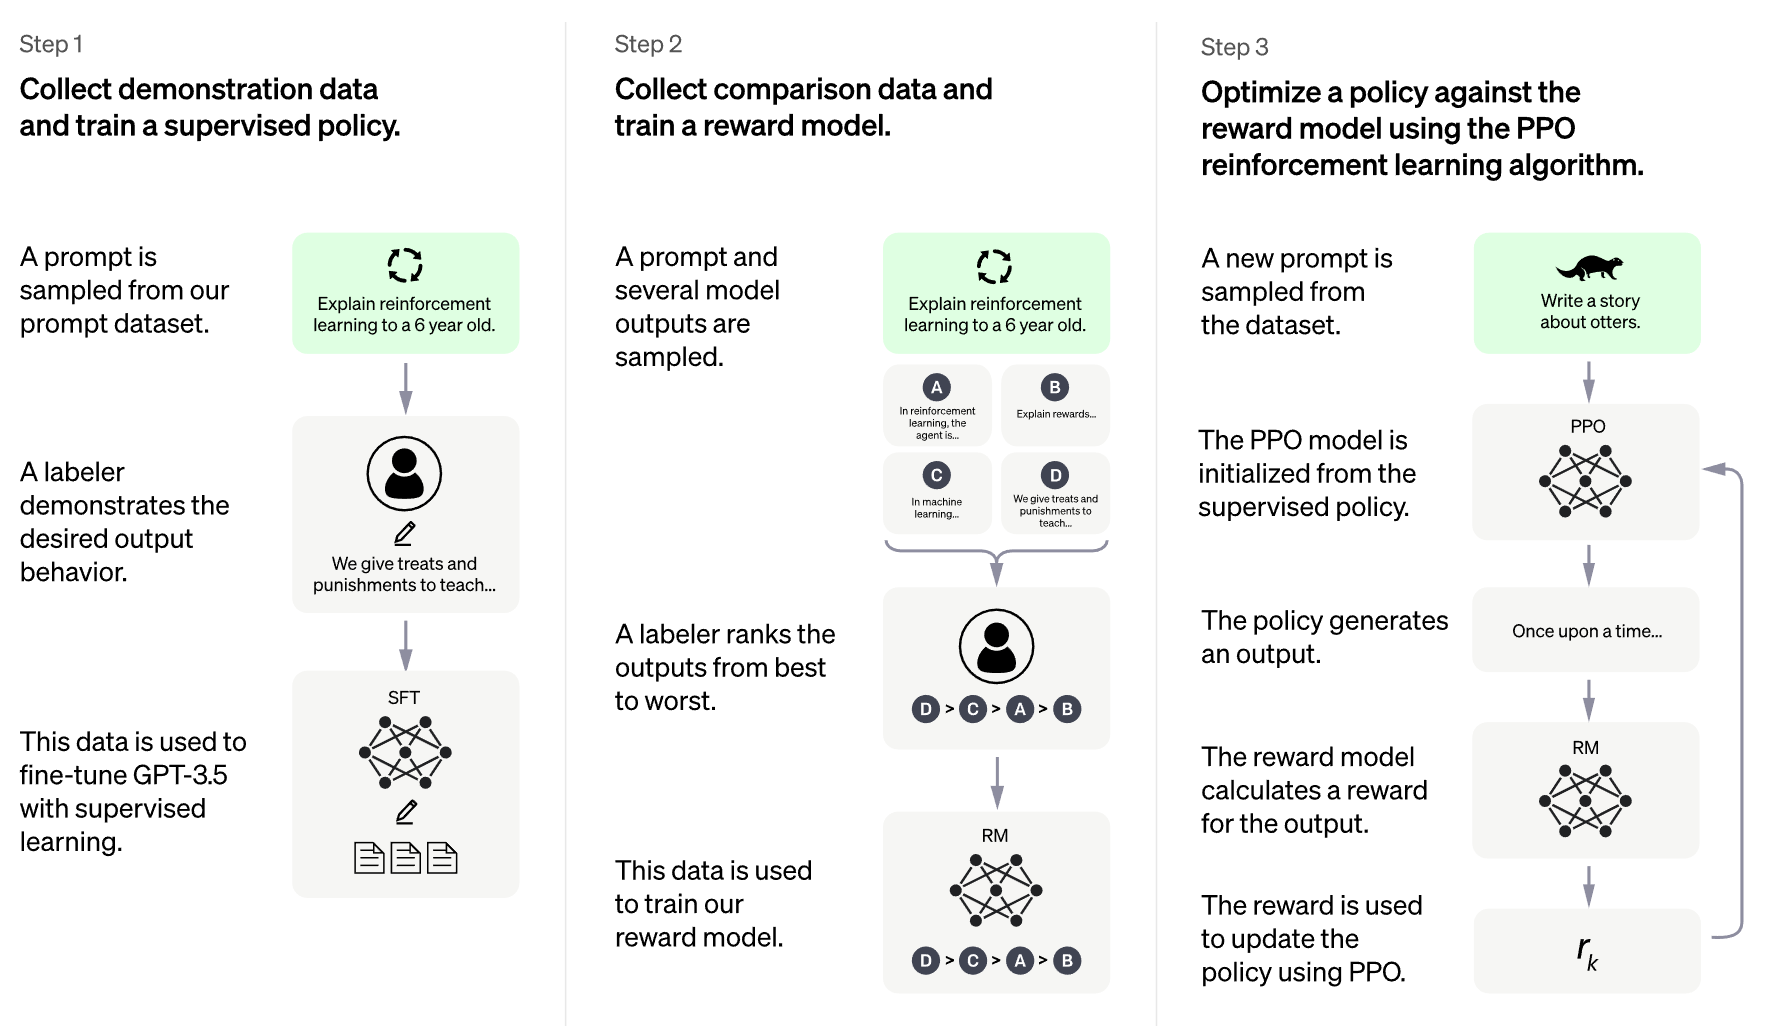 Step 1
Collect demonstration data
and train a supervised policy.
A prompt is
sampled from our
prompt dataset.
Explain reinforcement
learning to a 6 year old.
A labeler
demonstrates the
desired output
behavior.
We give treats and
punishments to teach...
This data is used to
fine-tune GPT-3.5
with supervised
learning.
SFT
Step 2
Collect comparison data and
train a reward model.
A prompt and
several model
outputs are
sampled.
Explain reinforcement
learning to a 6 year old.
A
In reinforcement
learning, the
agent is...
B
Explain rewards...
C
In machine
learning...
D
We give treats and
punishments to
teach...
A labeler ranks the
outputs from best
to worst.
D > C > A > B
This data is used
to train our
reward model.
RM
D > C > A > B
Step 3
Optimize a policy against the
reward model using the PPO
reinforcement learning algorithm.
A new prompt is
sampled from
the dataset.
Write a story
about otters.
The PPO model is
initialized from the
supervised policy.
PPO
The policy generates
an output.
Once upon a time...
The reward model
calculates a reward
for the output.
RM
The reward is used
to update the
policy using PPO.
rk